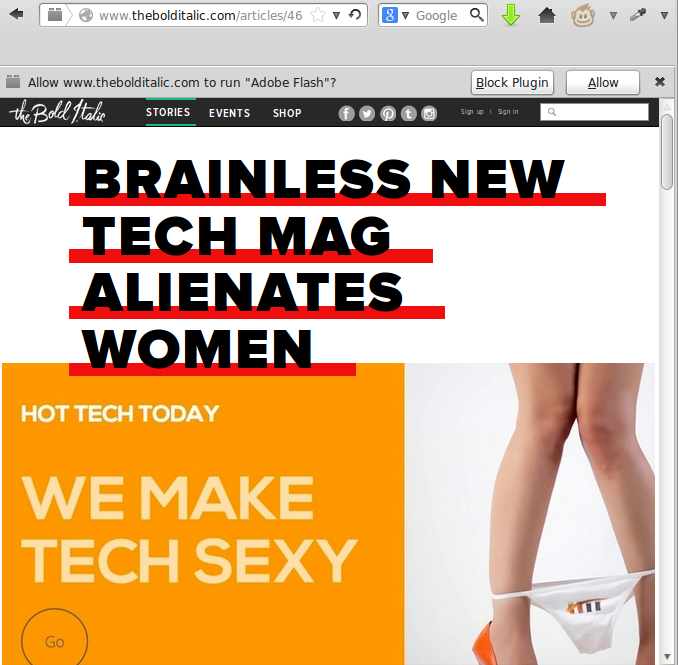 www.thebolditalic.com/articles/46
Google
Allow www.thebolditalic.com to run "Adobe Flash"?
Block Plugin
Allow
the Bold Italic
STORIES
EVENTS
SHOP
Sign up | Sign in
BRAINLESS NEW
TECH MAG
ALIENATES
WOMEN
HOT TECH TODAY
WE MAKE
TECH SEXY
Go